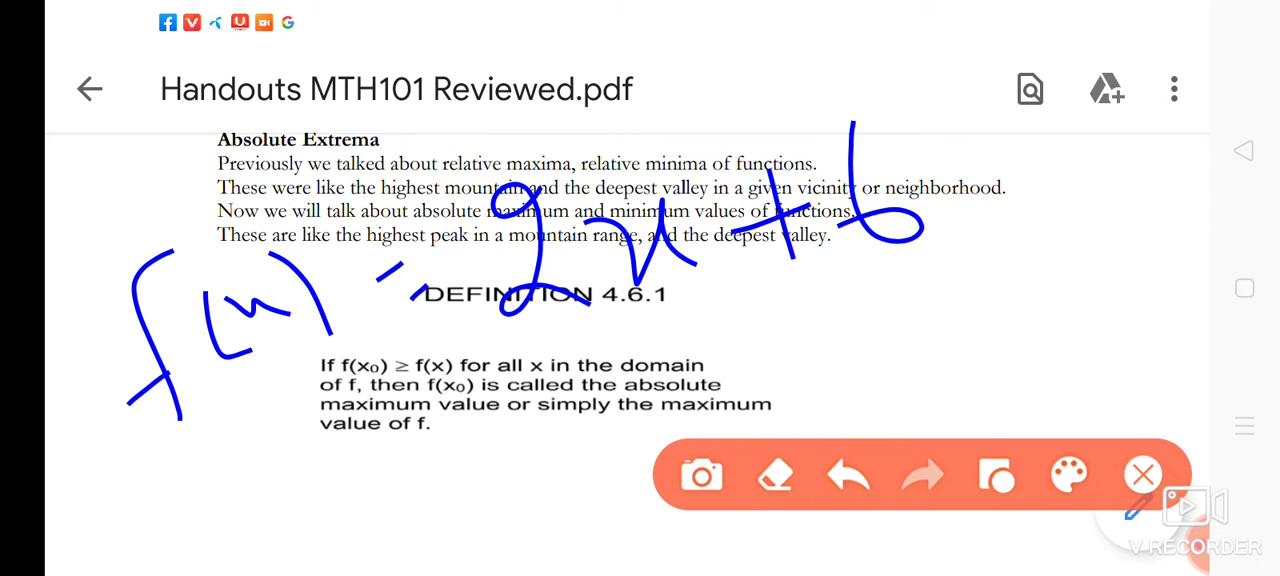 Handouts MTH101 Reviewed.pdf
Absolute Extrema
Previously we talked about relative maxima, relative minima of functions.
These were like the highest mountain and the deepest valley in a given vicinity or neighborhood.
Now we will talk about absolute maximum and minimum values of functions.
These are like the highest peak in a mountain range, and the deepest valley.
f(x) = 2x + 6
DEFINITION 4.6.1
If f(x₀) ≥ f(x) for all x in the domain
of f, then f(x₀) is called the absolute
maximum value or simply the maximum
value of f.
V RECORDER